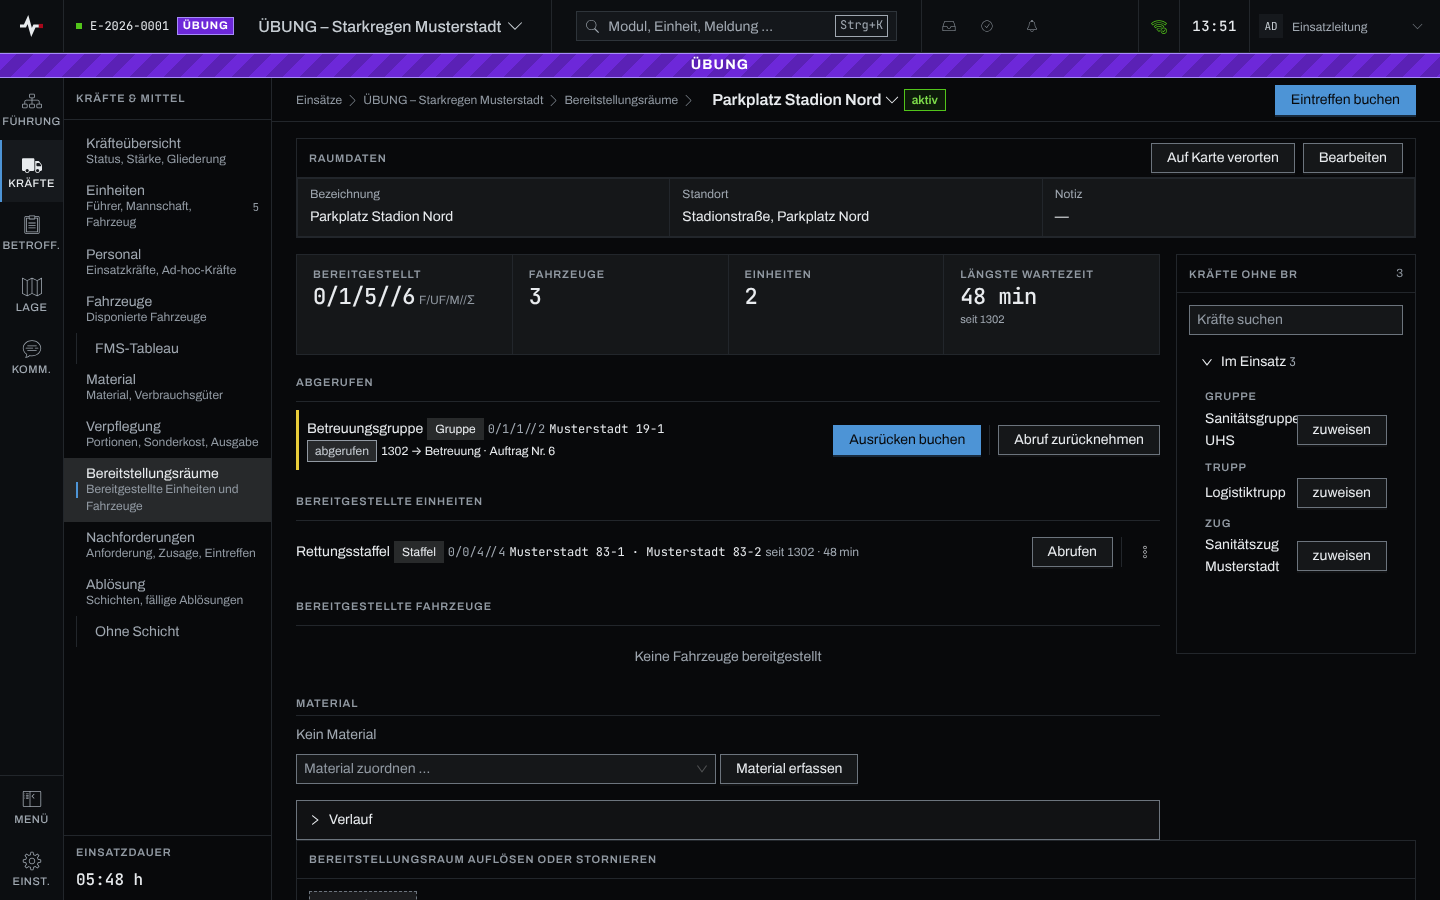 E-2026-0001 ÜBUNG ÜBUNG – Starkregen Musterstadt
Modul, Einheit, Meldung ... Strg+K
13:51
AD Einsatzleitung
ÜBUNG
FÜHRUNG
KRÄFTE
BETROFF.
LAGE
KOMM.
MENÜ
EINST.
KRÄFTE & MITTEL
Kräfteübersicht
Status, Stärke, Gliederung
Einheiten
Führer, Mannschaft,
Fahrzeug
5
Personal
Einsatzkräfte, Ad-hoc-Kräfte
Fahrzeuge
Disponierte Fahrzeuge
FMS-Tableau
Material
Material, Verbrauchsgüter
Verpflegung
Portionen, Sonderkost, Ausgabe
Bereitstellungsräume
Bereitgestellte Einheiten und
Fahrzeuge
Nachforderungen
Anforderung, Zusage, Eintreffen
Ablösung
Schichten, fällige Ablösungen
Ohne Schicht
EINSATZDAUER
05:48 h
Einsätze ÜBUNG – Starkregen Musterstadt Bereitstellungsräume Parkplatz Stadion Nord aktiv
Eintreffen buchen
RAUMDATEN
Auf Karte verorten
Bearbeiten
Bezeichnung
Parkplatz Stadion Nord
Standort
Stadionstraße, Parkplatz Nord
Notiz
—
BEREITGESTELLT
0/1/5//6 F/UF/M//Σ
FAHRZEUGE
3
EINHEITEN
2
LÄNGSTE WARTEZEIT
48 min
seit 1302
ABGERUFEN
Betreuungsgruppe Gruppe 0/1/1//2 Musterstadt 19-1
abgerufen 1302 → Betreuung · Auftrag Nr. 6
Ausrücken buchen
Abruf zurücknehmen
BEREITGESTELLTE EINHEITEN
Rettungsstaffel Staffel 0/0/4//4 Musterstadt 83-1 · Musterstadt 83-2 seit 1302 · 48 min
Abrufen
BEREITGESTELLTE FAHRZEUGE
Keine Fahrzeuge bereitgestellt
MATERIAL
Kein Material
Material zuordnen ...
Material erfassen
Verlauf
BEREITSTELLUNGSRAUM AUFLÖSEN ODER STORNIEREN
KRÄFTE OHNE BR 3
Kräfte suchen
Im Einsatz 3
GRUPPE
Sanitätsgruppe
UHS
zuweisen
TRUPP
Logistiktrupp
zuweisen
ZUG
Sanitätszug
Musterstadt
zuweisen